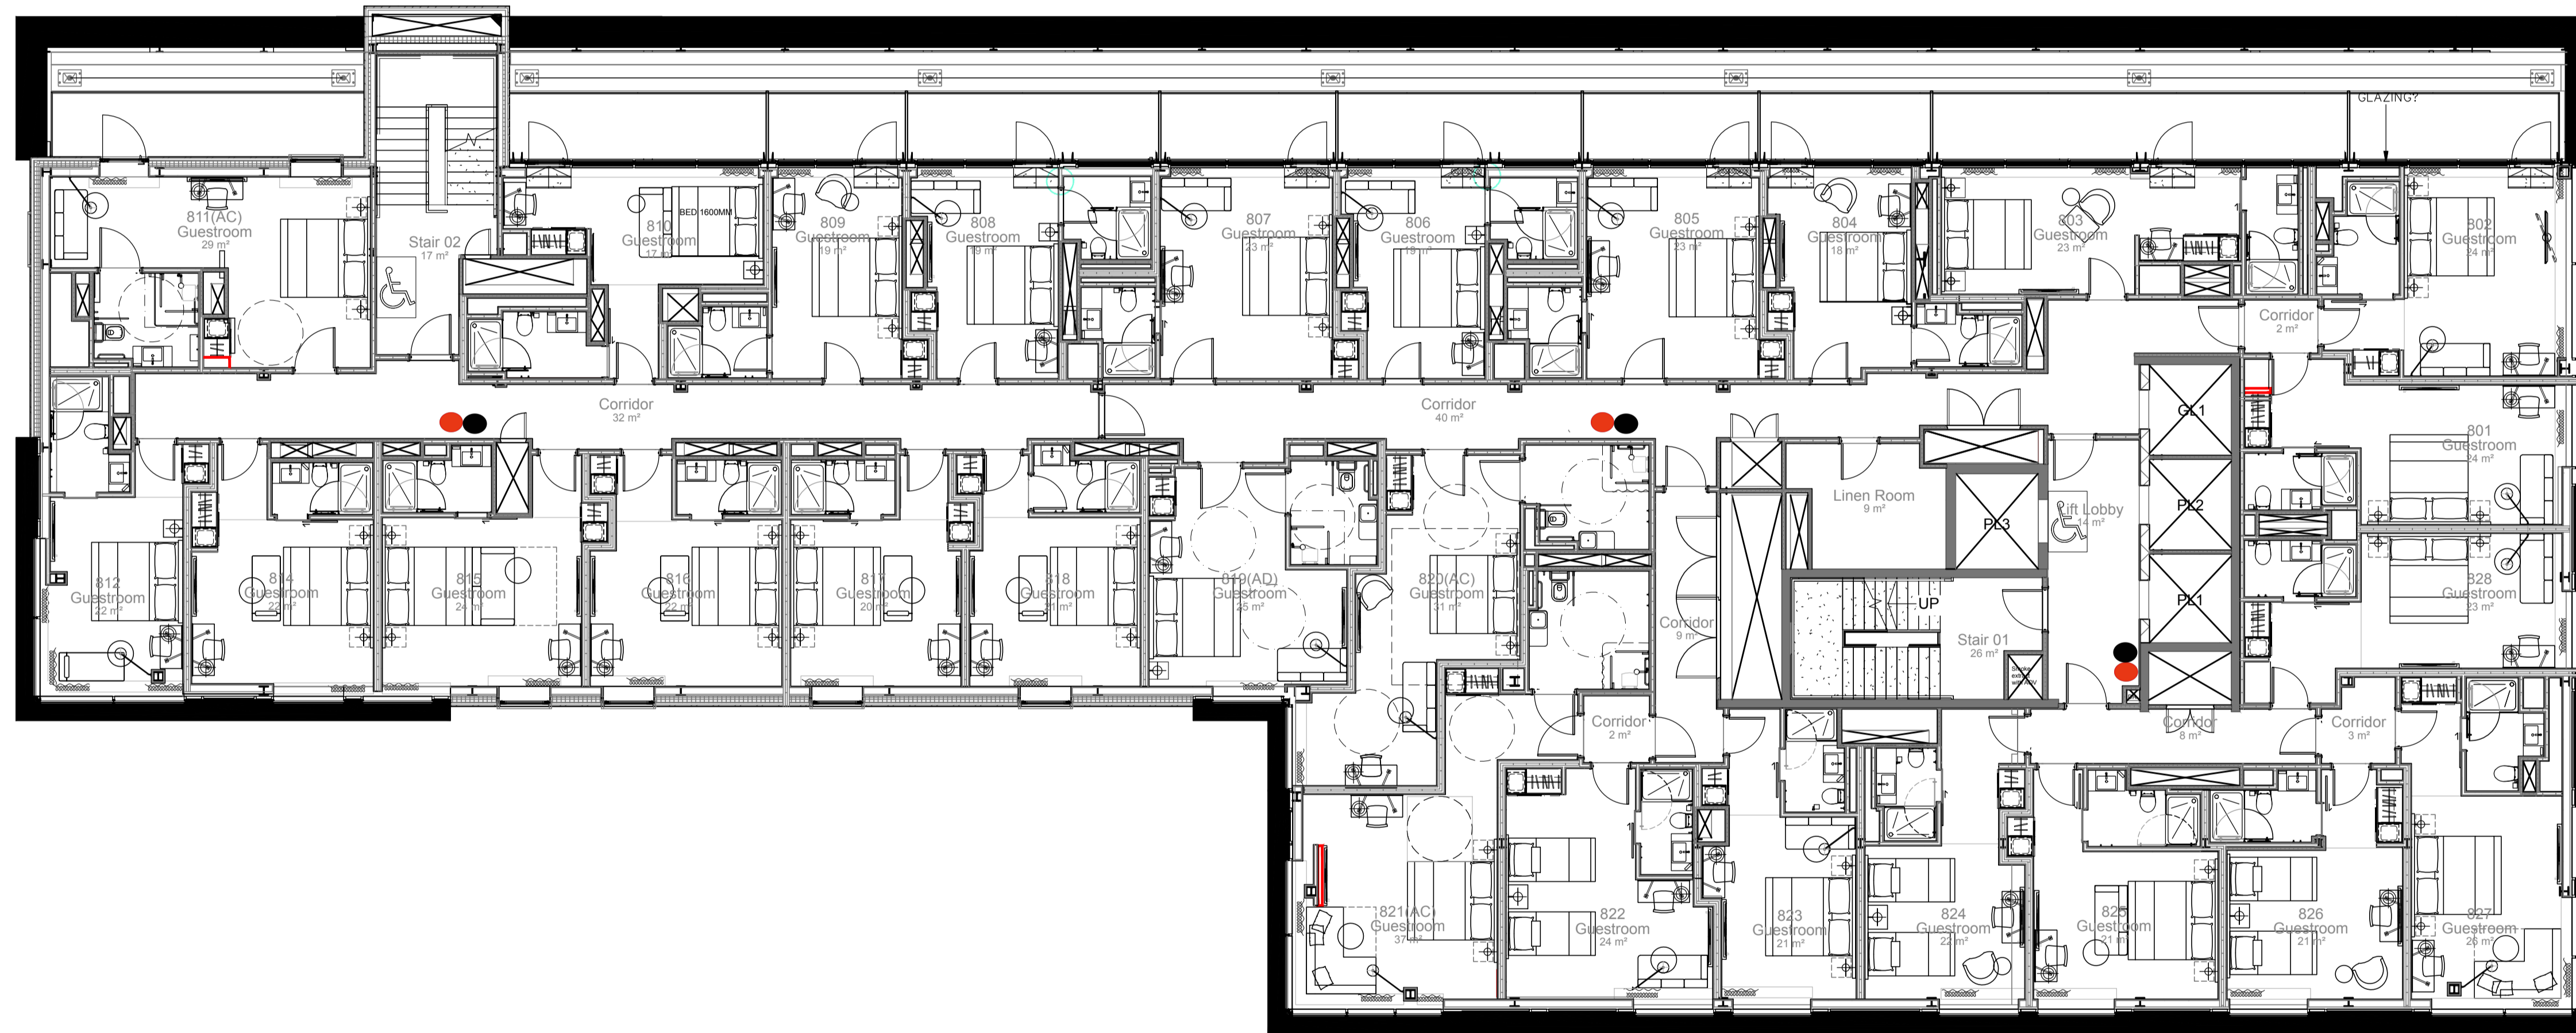 GLAZING?
811(AC)
Guestroom
29 m²
Stair 02
17 m²
810
Guestroom
17 m²
BED 1600MM
809
Guestroom
19 m²
808
Guestroom
19 m²
807
Guestroom
23 m²
806
Guestroom
19 m²
805
Guestroom
23 m²
804
Guestroom
18 m²
803
Guestroom
23 m²
802
Guestroom
24 m²
Corridor
2 m²
Corridor
32 m²
Corridor
40 m²
GL1
801
Guestroom
24 m²
Linen Room
9 m²
PL3
Lift Lobby
14 m²
PL2
812
Guestroom
22 m²
814
Guestroom
22 m²
815
Guestroom
24 m²
816
Guestroom
22 m²
817
Guestroom
20 m²
818
Guestroom
21 m²
819(AD)
Guestroom
25 m²
820(AC)
Guestroom
31 m²
Corridor
9 m²
UP
Stair 01
26 m²
PL1
828
Guestroom
23 m²
Corridor
2 m²
Corridor
8 m²
Corridor
3 m²
821(AC)
Guestroom
37 m²
822
Guestroom
24 m²
823
Guestroom
21 m²
824
Guestroom
22 m²
825
Guestroom
21 m²
826
Guestroom
21 m²
827
Guestroom
26 m²